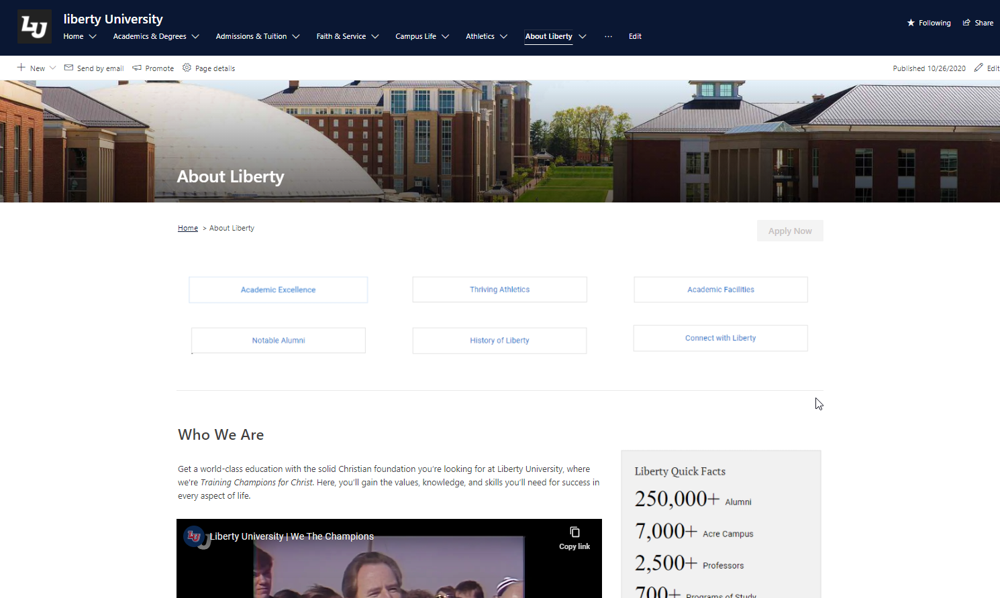 LU
liberty University
Home
Academics & Degrees
Admissions & Tuition
Faith & Service
Campus Life
Athletics
About Liberty
...
Edit
Following
Share
New
Send by email
Promote
Page details
Published 10/26/2020
Edit
About Liberty
Home > About Liberty
Apply Now
Academic Excellence
Thriving Athletics
Academic Facilities
Notable Alumni
History of Liberty
Connect with Liberty
Who We Are
Get a world-class education with the solid Christian foundation you're looking for at Liberty University, where
we're Training Champions for Christ. Here, you'll gain the values, knowledge, and skills you'll need for success in
every aspect of life.
LU
Liberty University | We The Champions
Copy link
Liberty Quick Facts
250,000+ Alumni
7,000+ Acre Campus
2,500+ Professors
700+ Programs of Study